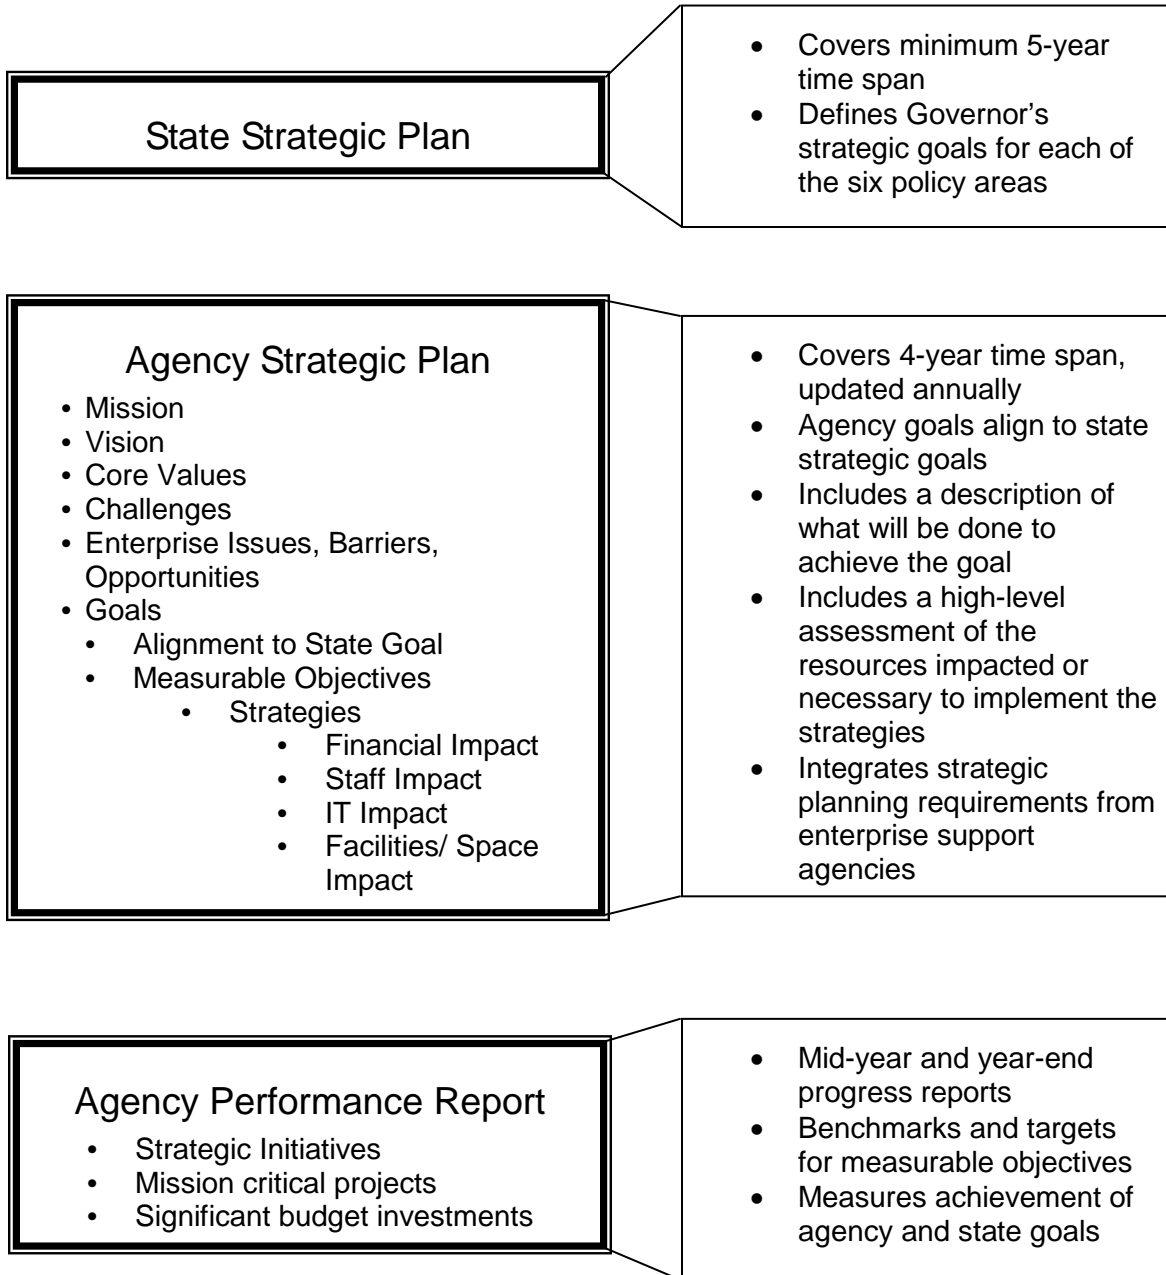 State Strategic Plan
• Covers minimum 5-year
time span
• Defines Governor’s
strategic goals for each of
the six policy areas
Agency Strategic Plan
• Mission
• Vision
• Core Values
• Challenges
• Enterprise Issues, Barriers,
Opportunities
• Goals
• Alignment to State Goal
• Measurable Objectives
• Strategies
• Financial Impact
• Staff Impact
• IT Impact
• Facilities/ Space
Impact
• Covers 4-year time span,
updated annually
• Agency goals align to state
strategic goals
• Includes a description of
what will be done to
achieve the goal
• Includes a high-level
assessment of the
resources impacted or
necessary to implement the
strategies
• Integrates strategic
planning requirements from
enterprise support
agencies
Agency Performance Report
• Strategic Initiatives
• Mission critical projects
• Significant budget investments
• Mid-year and year-end
progress reports
• Benchmarks and targets
for measurable objectives
• Measures achievement of
agency and state goals